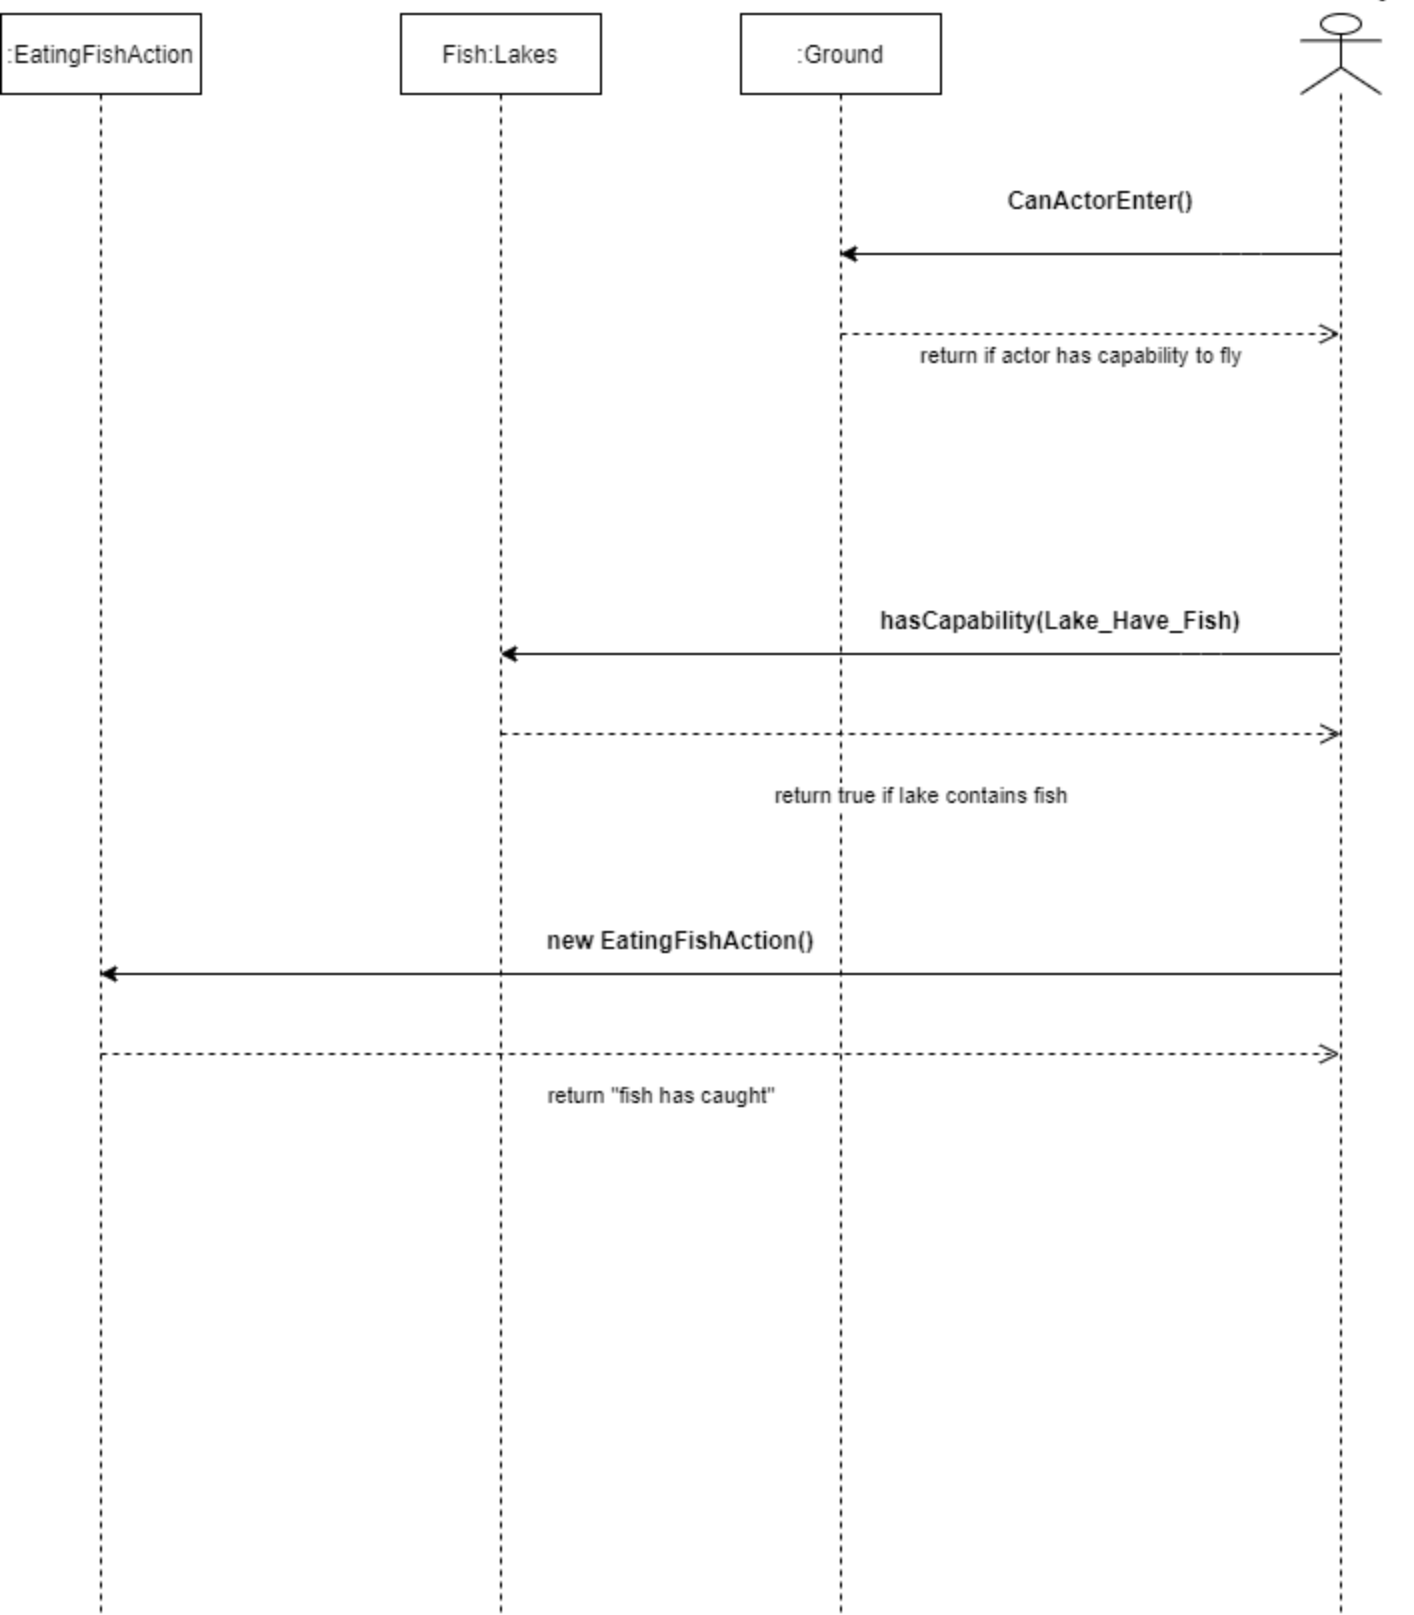 :EatingFishAction
Fish:Lakes
:Ground
CanActorEnter()
return if actor has capability to fly
hasCapability(Lake_Have_Fish)
return true if lake contains fish
new EatingFishAction()
return "fish has caught"